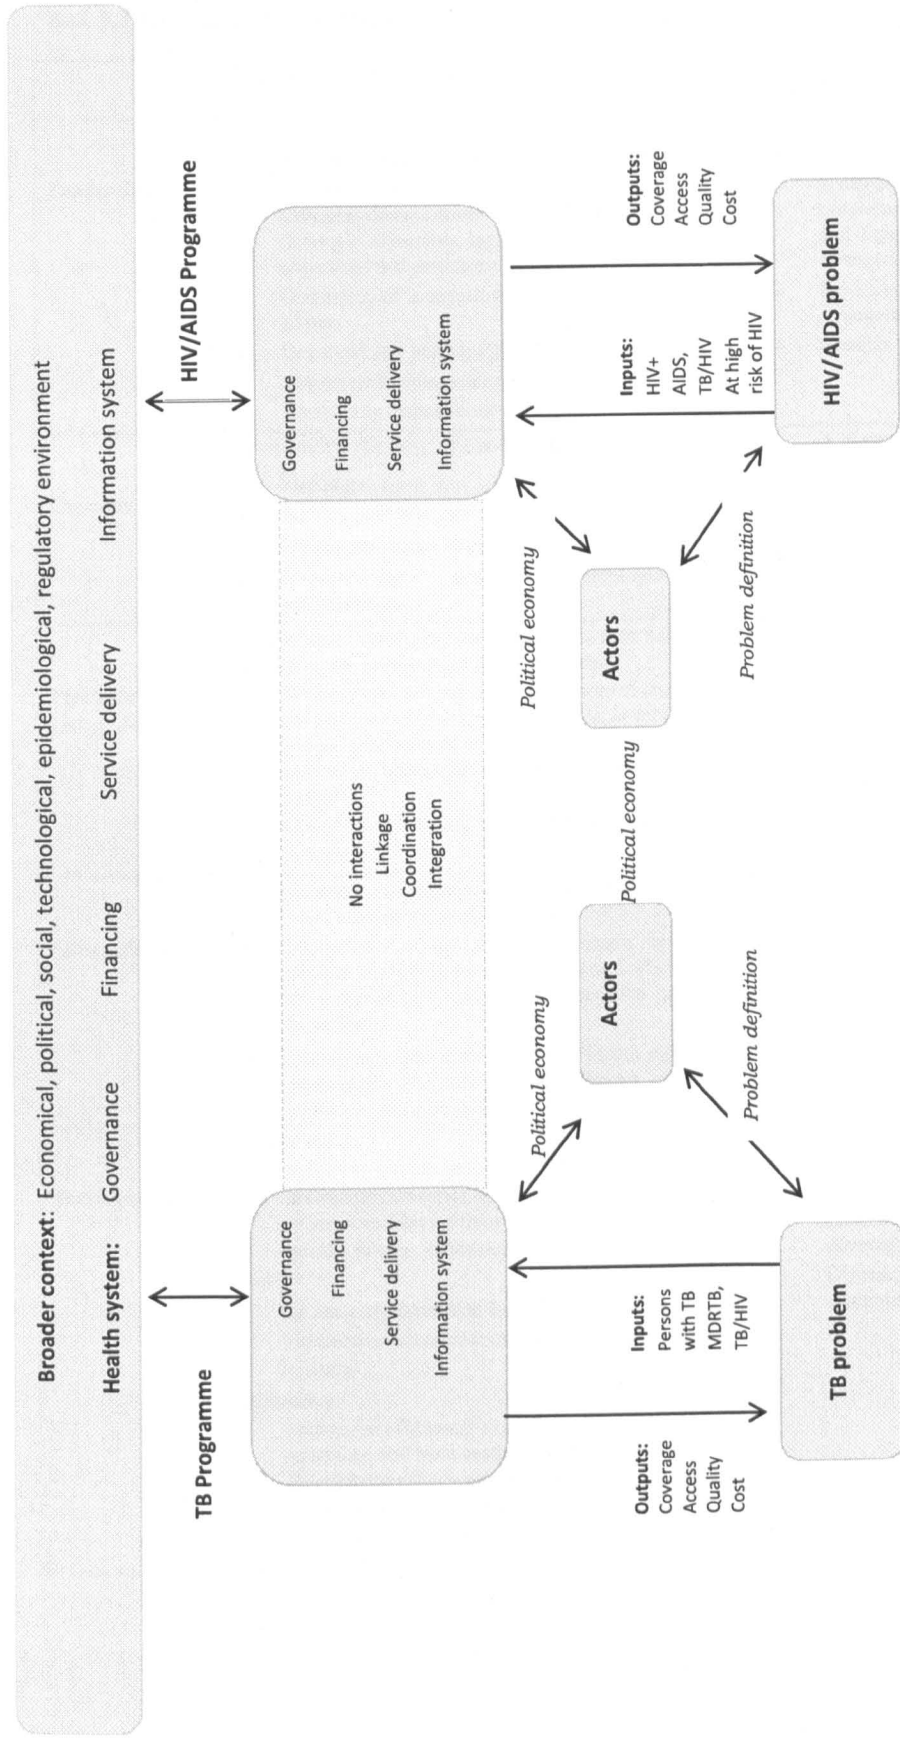 Broader context: Economical, political, social, technological, epidemiological, regulatory environment
Health system: Governance Financing Service delivery Information system
TB Programme
HIV/AIDS Programme
Governance
Financing
Service delivery
Information system
No interactions
Linkage
Coordination
Integration
Governance
Financing
Service delivery
Information system
Political economy
Actors
Political economy
Actors
Political economy
Problem definition
Problem definition
Outputs:
Coverage
Access
Quality
Cost
Inputs:
Persons
with TB
MDRTB,
TB/HIV
Inputs:
HIV+
AIDS,
TB/HIV
At high
risk of HIV
Outputs:
Coverage
Access
Quality
Cost
TB problem
HIV/AIDS problem